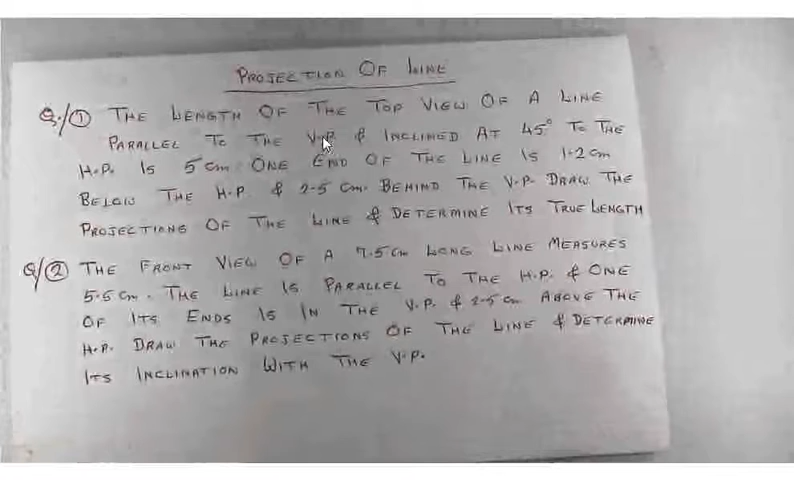 PROJECTION OF LINE
Q/① THE LENGTH OF THE TOP VIEW OF A LINE
PARALLEL TO THE V.P. & INCLINED AT 45° TO THE
H.P. IS 5 cm. ONE END OF THE LINE IS 1.2 cm
BELOW THE H.P. & 2.5 cm. BEHIND THE V.P. DRAW THE
PROJECTIONS OF THE LINE & DETERMINE ITS TRUE LENGTH
Q/② THE FRONT VIEW OF A 7.5 cm LONG LINE MEASURES
5.5 cm. THE LINE IS PARALLEL TO THE H.P. & ONE
OF ITS ENDS IS IN THE V.P. & 2.5 cm ABOVE THE
H.P. DRAW THE PROJECTIONS OF THE LINE & DETERMINE
ITS INCLINATION WITH THE V.P.